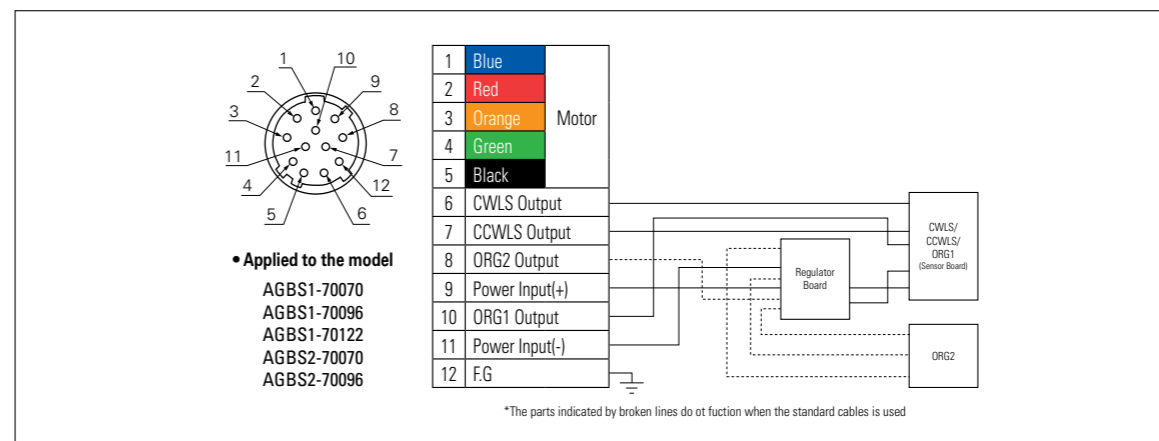 1
10
2
9
3
8
11
7
4
12
5
6
• Applied to the model
AGBS1-70070
AGBS1-70096
AGBS1-70122
AGBS2-70070
AGBS2-70096
1 Blue
2 Red
3 Orange
4 Green
5 Black
Motor
6 CWLS Output
7 CCWLS Output
8 ORG2 Output
9 Power Input(+)
10 ORG1 Output
11 Power Input(-)
12 F.G
Regulator
Board
CWLS/
CCWLS/
ORG1
(Sensor Board)
ORG2
*The parts indicated by broken lines do ot fuction when the standard cables is used